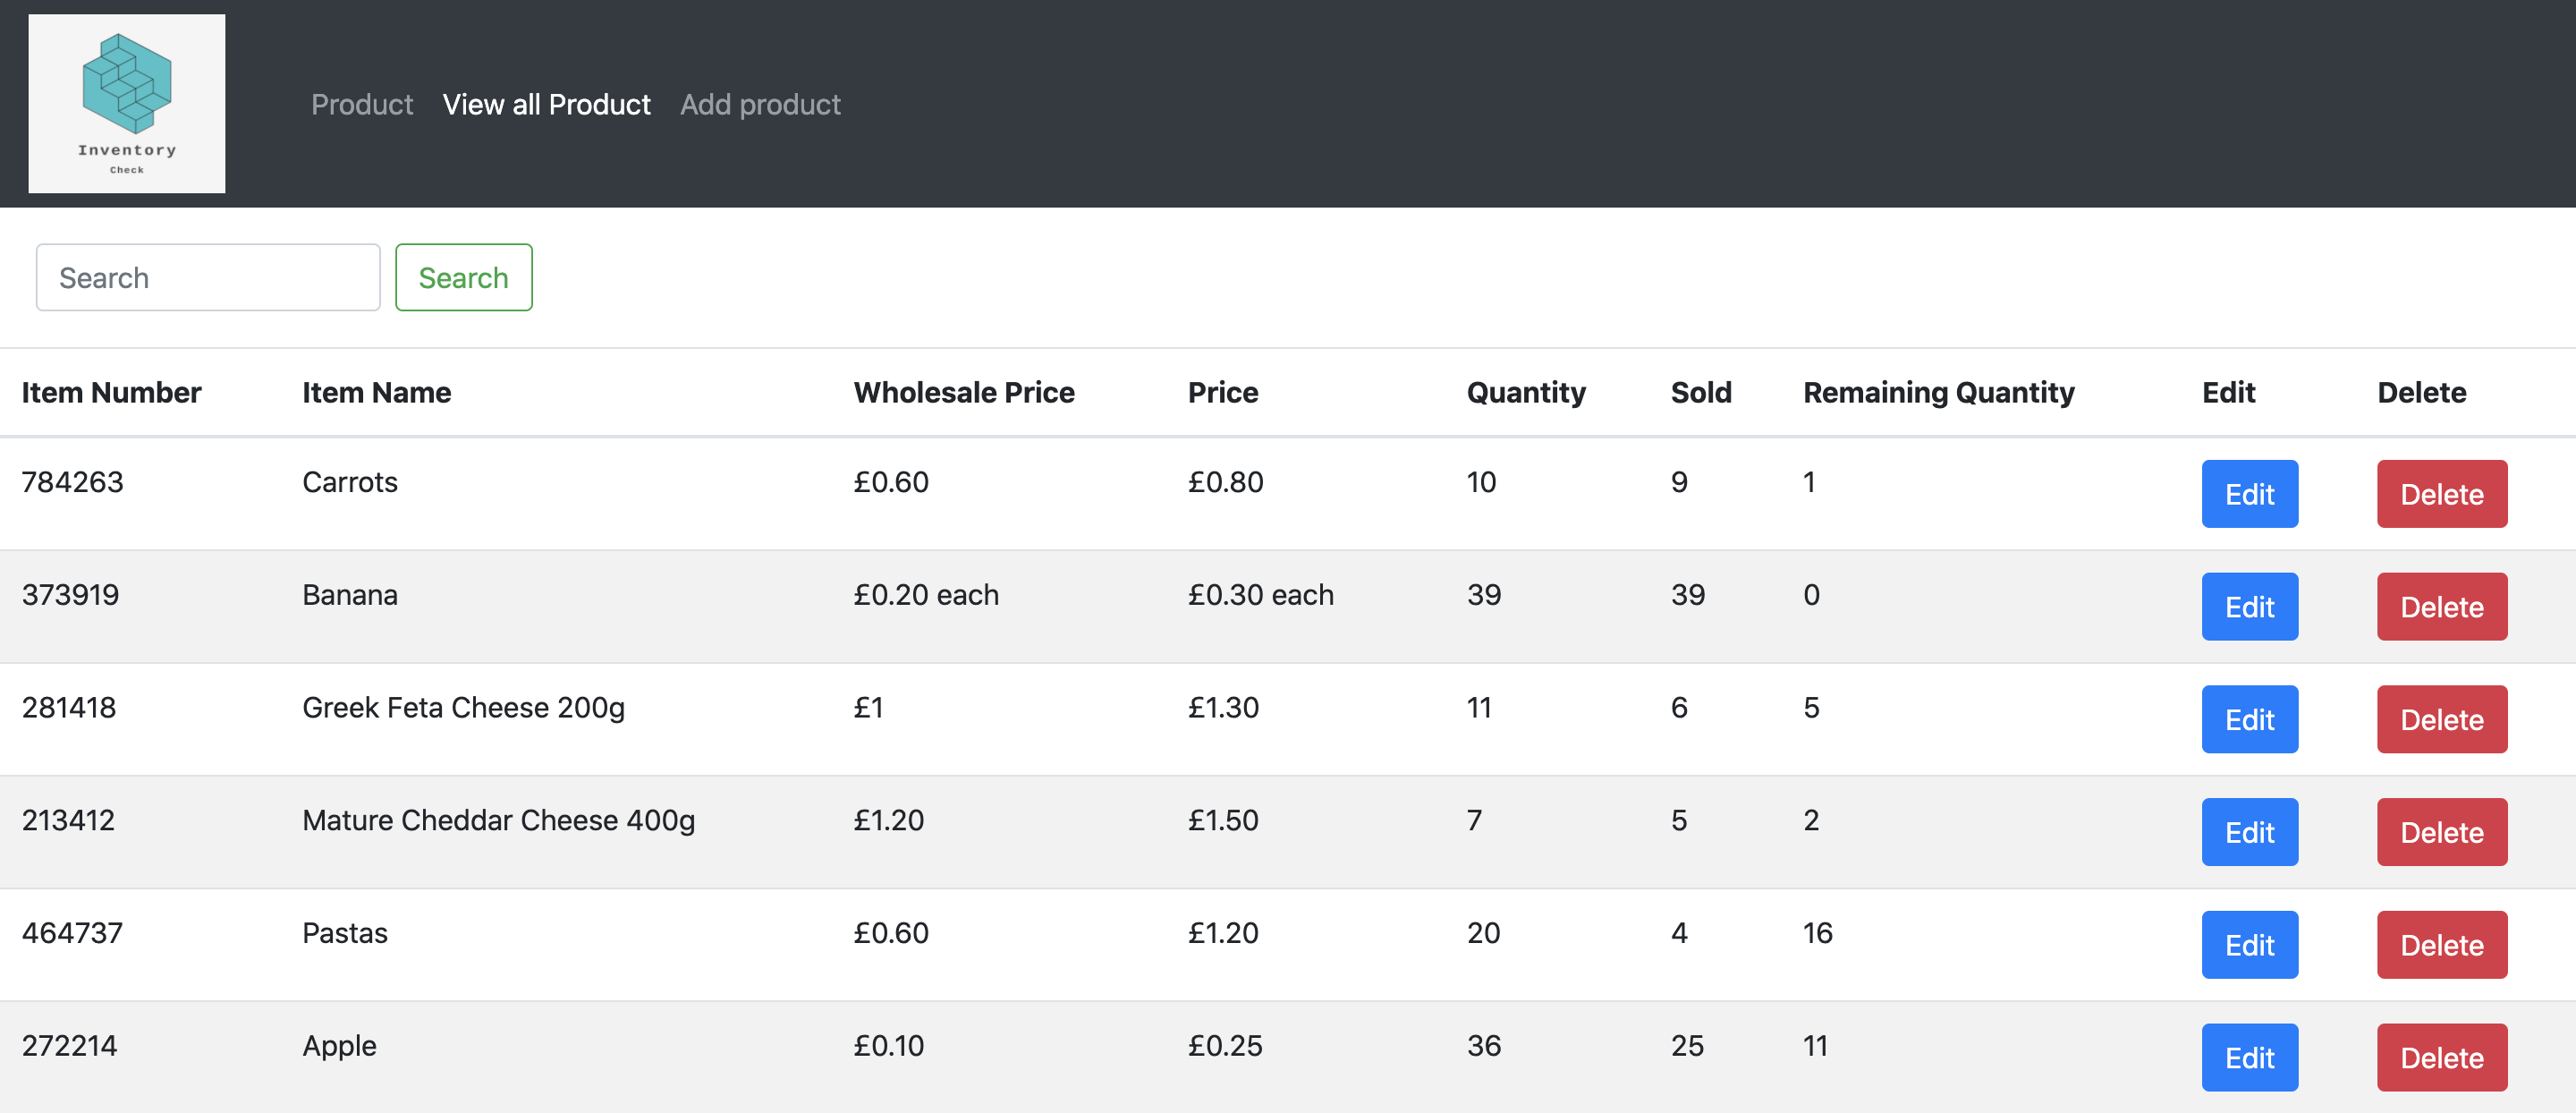 Inventory
Check
Product View all Product Add product
Search Search
Item Number Item Name Wholesale Price Price Quantity Sold Remaining Quantity Edit Delete
784263 Carrots £0.60 £0.80 10 9 1 Edit Delete
373919 Banana £0.20 each £0.30 each 39 39 0 Edit Delete
281418 Greek Feta Cheese 200g £1 £1.30 11 6 5 Edit Delete
213412 Mature Cheddar Cheese 400g £1.20 £1.50 7 5 2 Edit Delete
464737 Pastas £0.60 £1.20 20 4 16 Edit Delete
272214 Apple £0.10 £0.25 36 25 11 Edit Delete